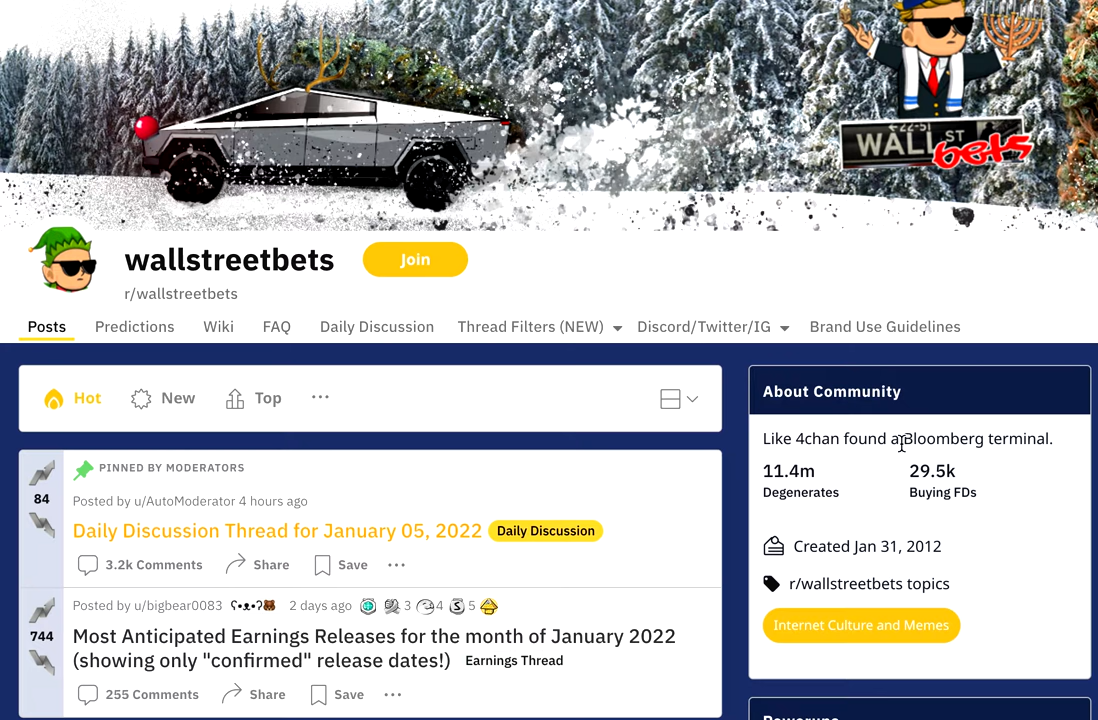 WALL ST
bets
wallstreetbets
Join
r/wallstreetbets
Posts Predictions Wiki FAQ Daily Discussion Thread Filters (NEW) Discord/Twitter/IG Brand Use Guidelines
Hot New Top ...
PINNED BY MODERATORS
84
Posted by u/AutoModerator 4 hours ago
Daily Discussion Thread for January 05, 2022 Daily Discussion
3.2k Comments Share Save ...
Posted by u/bigbear0083 ʕ•ᴥ•ʔ🐻 2 days ago 3 4 5
744
Most Anticipated Earnings Releases for the month of January 2022
(showing only "confirmed" release dates!) Earnings Thread
255 Comments Share Save ...
About Community
Like 4chan found a Bloomberg terminal.
11.4m 29.5k
Degenerates Buying FDs
Created Jan 31, 2012
r/wallstreetbets topics
Internet Culture and Memes